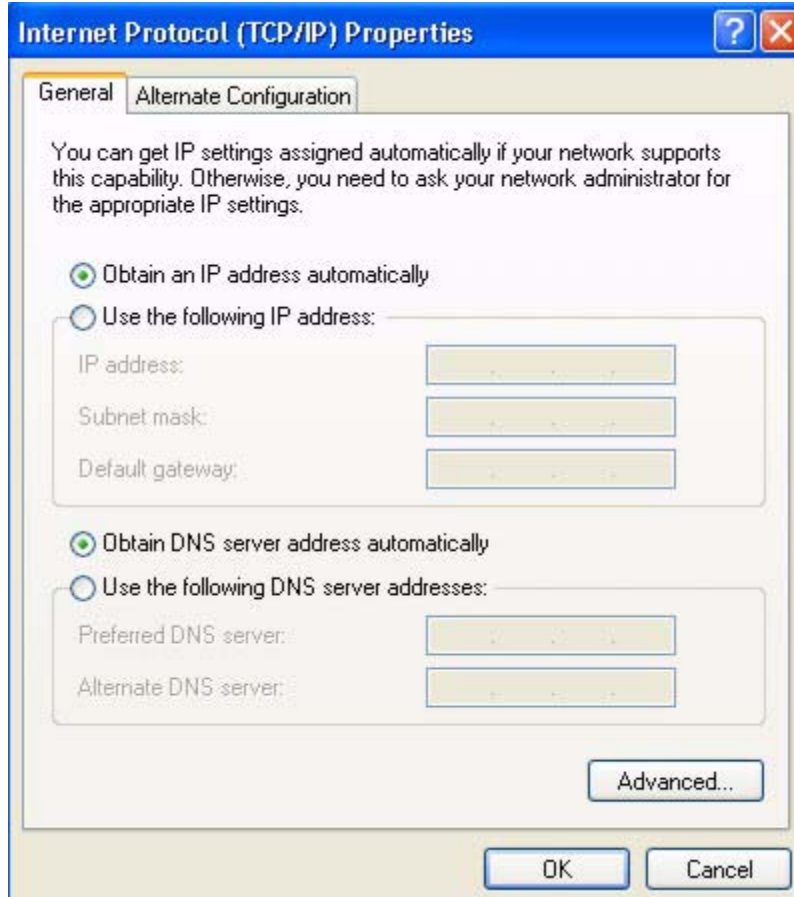 Internet Protocol (TCP/IP) Properties
General
Alternate Configuration
You can get IP settings assigned automatically if your network supports
this capability. Otherwise, you need to ask your network administrator for
the appropriate IP settings.
Obtain an IP address automatically
Use the following IP address:
IP address:
Subnet mask:
Default gateway:
Obtain DNS server address automatically
Use the following DNS server addresses:
Preferred DNS server:
Alternate DNS server:
Advanced...
OK
Cancel